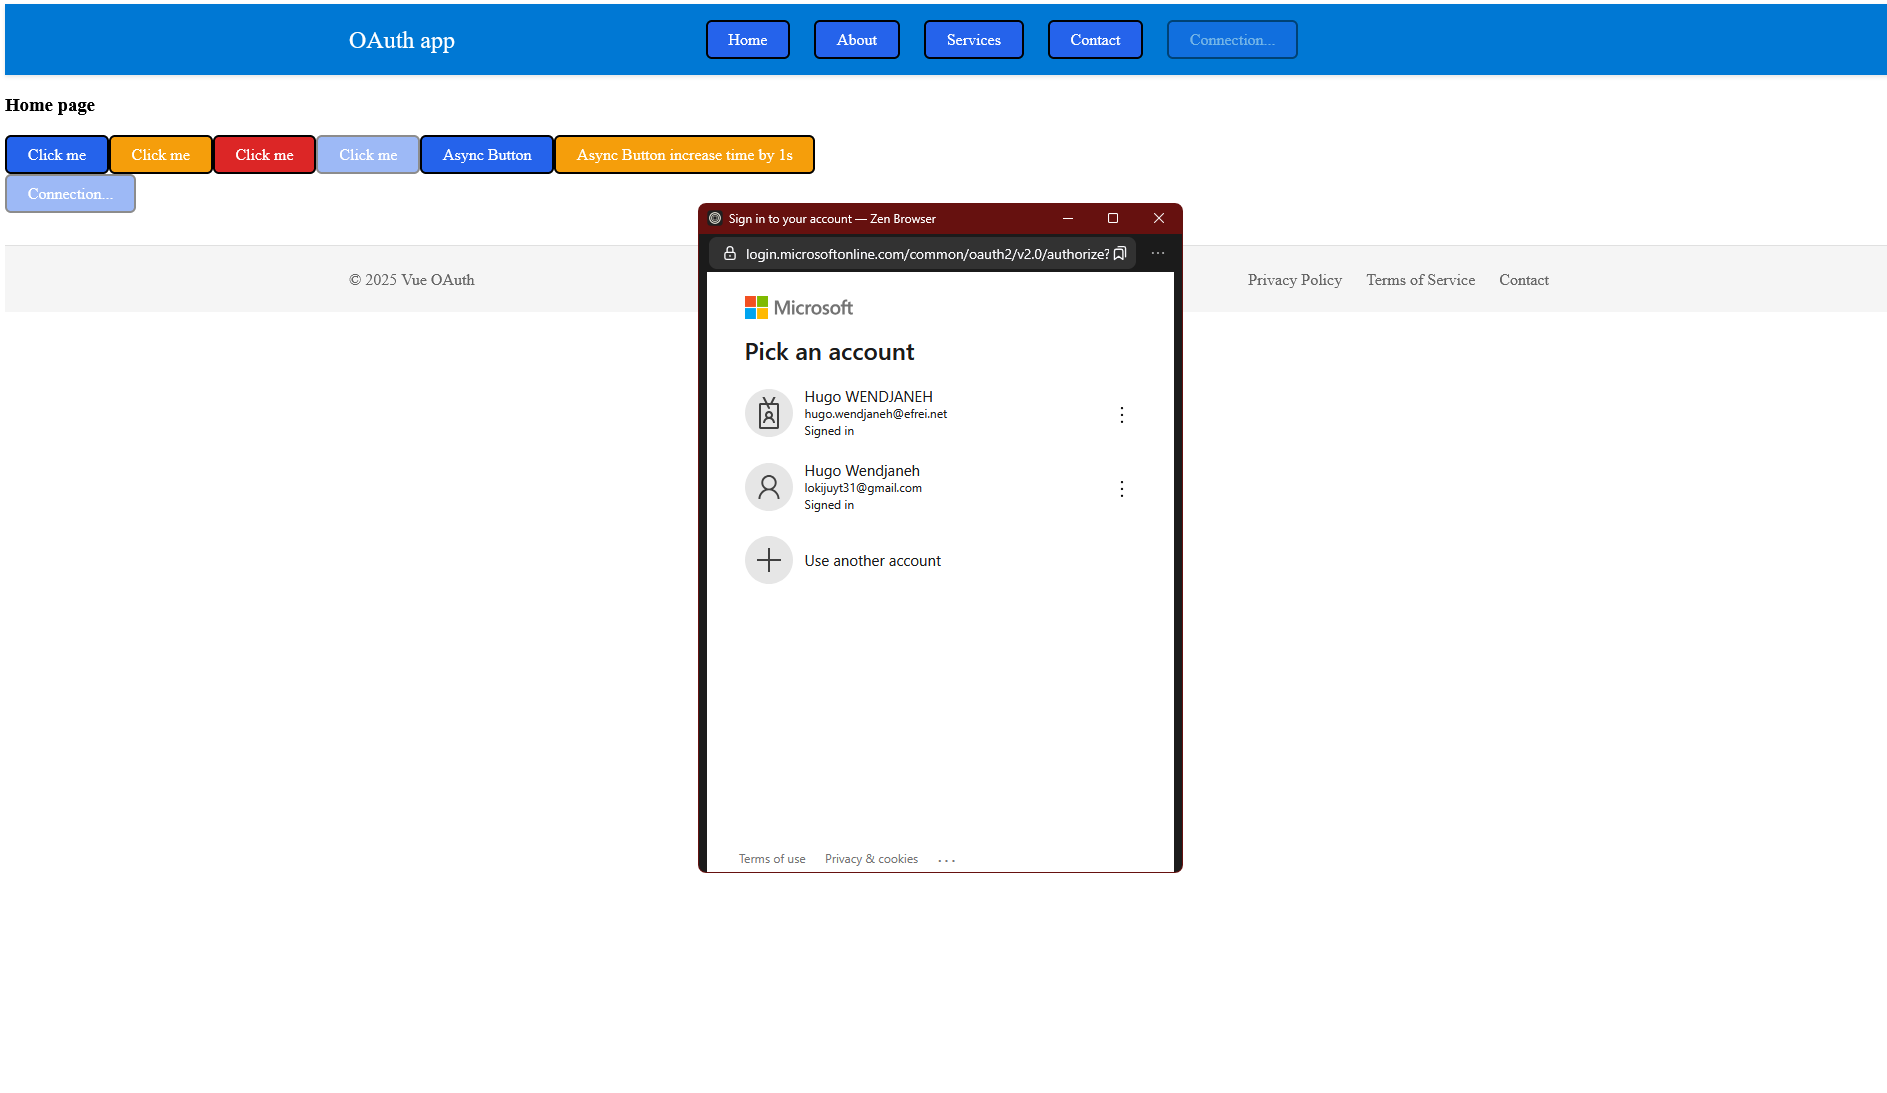 OAuth app
Home
About
Services
Contact
Connection...
Home page
Click me
Click me
Click me
Click me
Async Button
Async Button increase time by 1s
Connection...
Sign in to your account — Zen Browser
login.microsoftonline.com/common/oauth2/v2.0/authorize?
Microsoft
Pick an account
Hugo WENDJANEH
hugo.wendjaneh@efrei.net
Signed in
Hugo Wendjaneh
lokijuyt31@gmail.com
Signed in
Use another account
Terms of use
Privacy & cookies
...
© 2025 Vue OAuth
Privacy Policy
Terms of Service
Contact